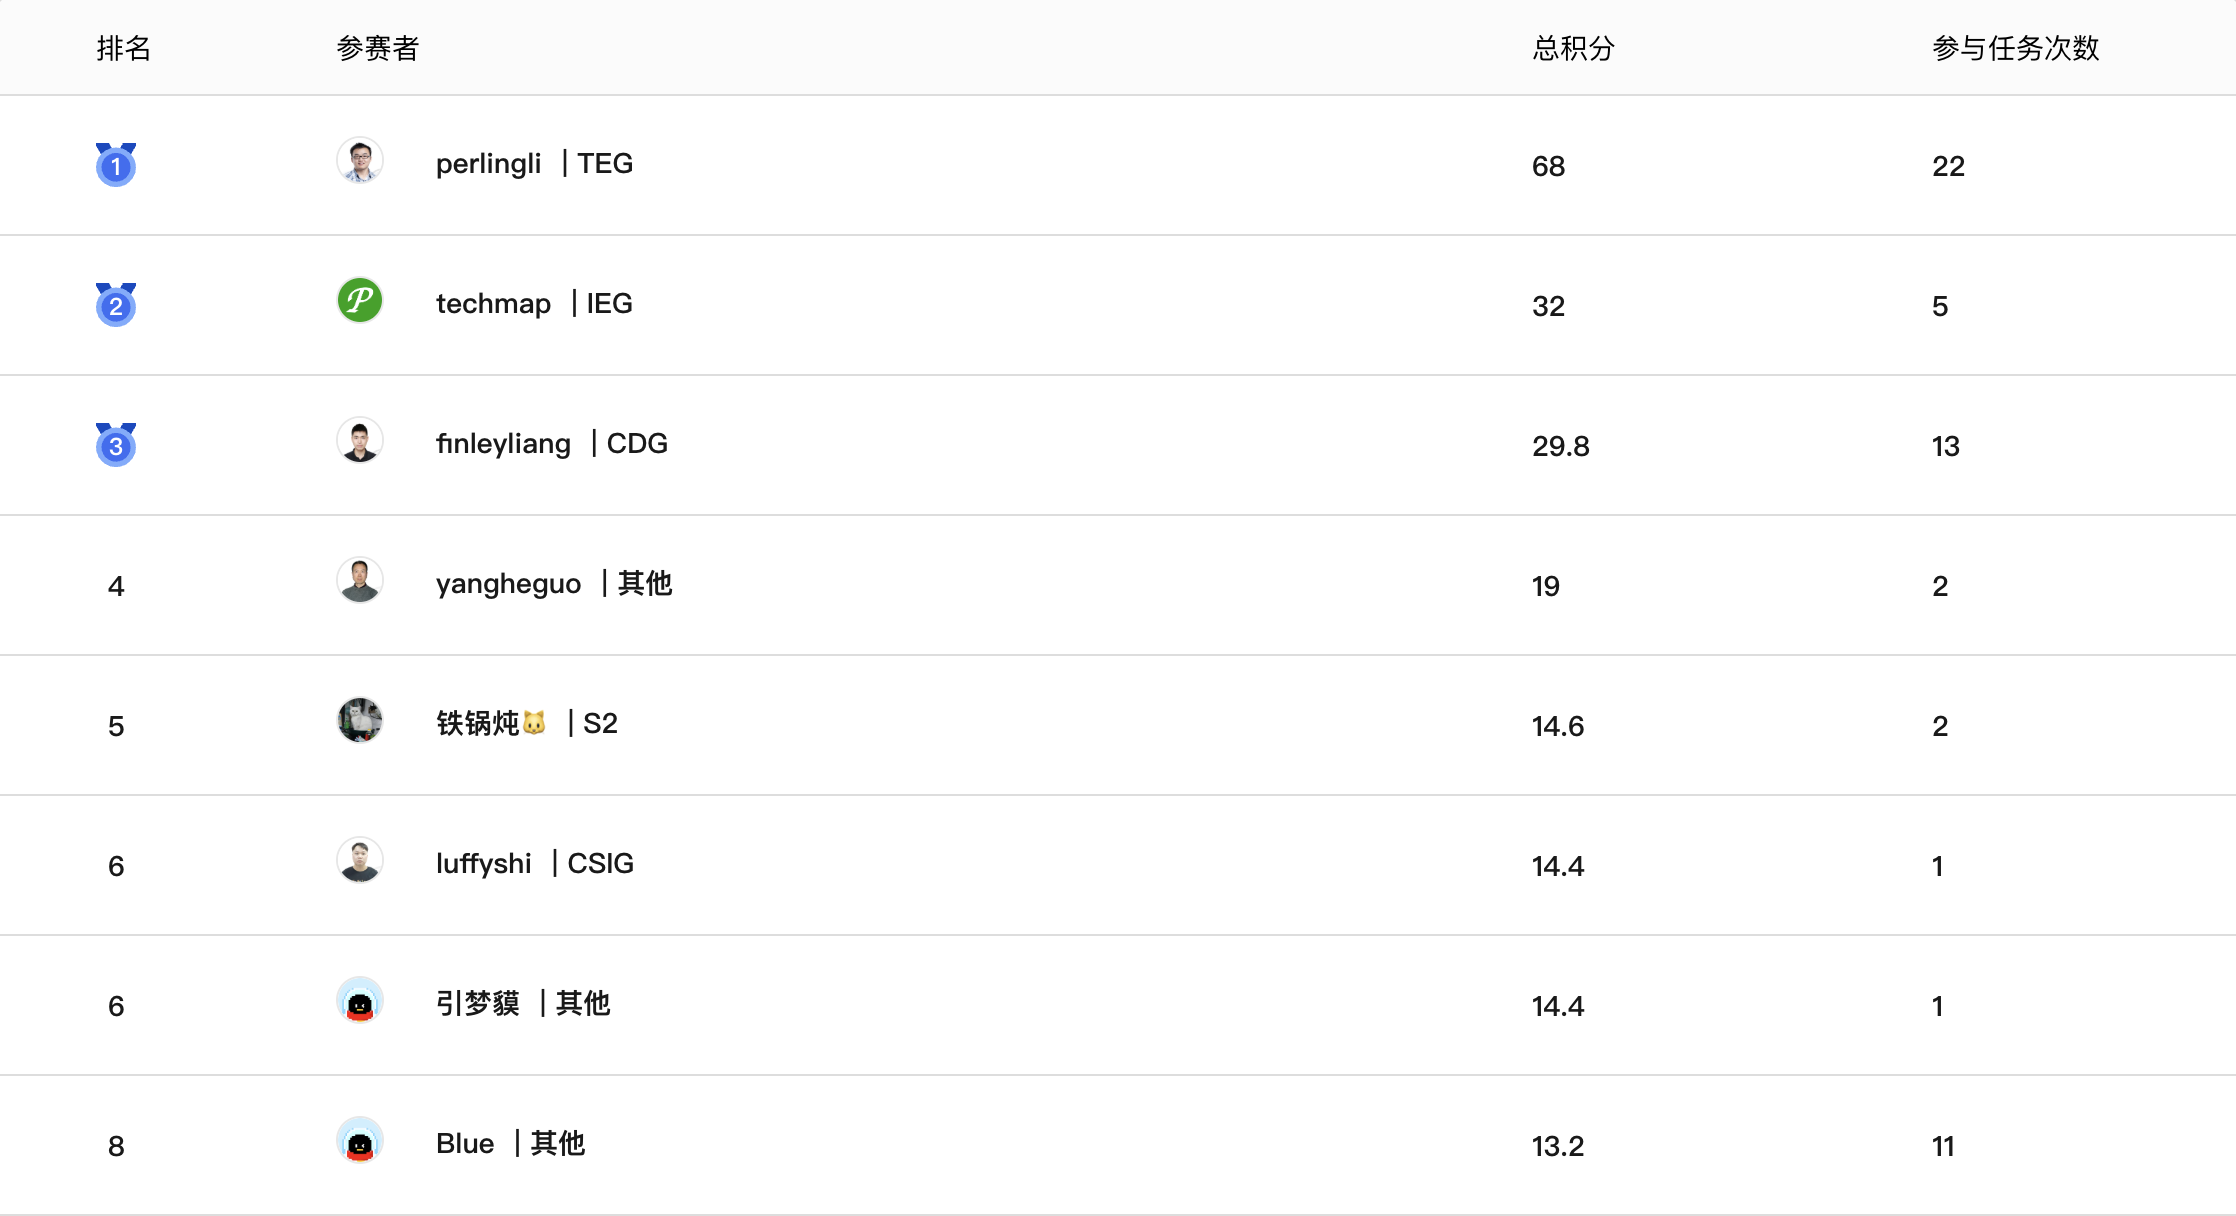 排名 参赛者 总积分 参与任务次数
1 perlingli | TEG 68 22
2 techmap | IEG 32 5
3 finleyliang | CDG 29.8 13
4 yangheguo | 其他 19 2
5 铁锅炖🐱 | S2 14.6 2
6 luffyshi | CSIG 14.4 1
6 引梦貘 | 其他 14.4 1
8 Blue | 其他 13.2 11